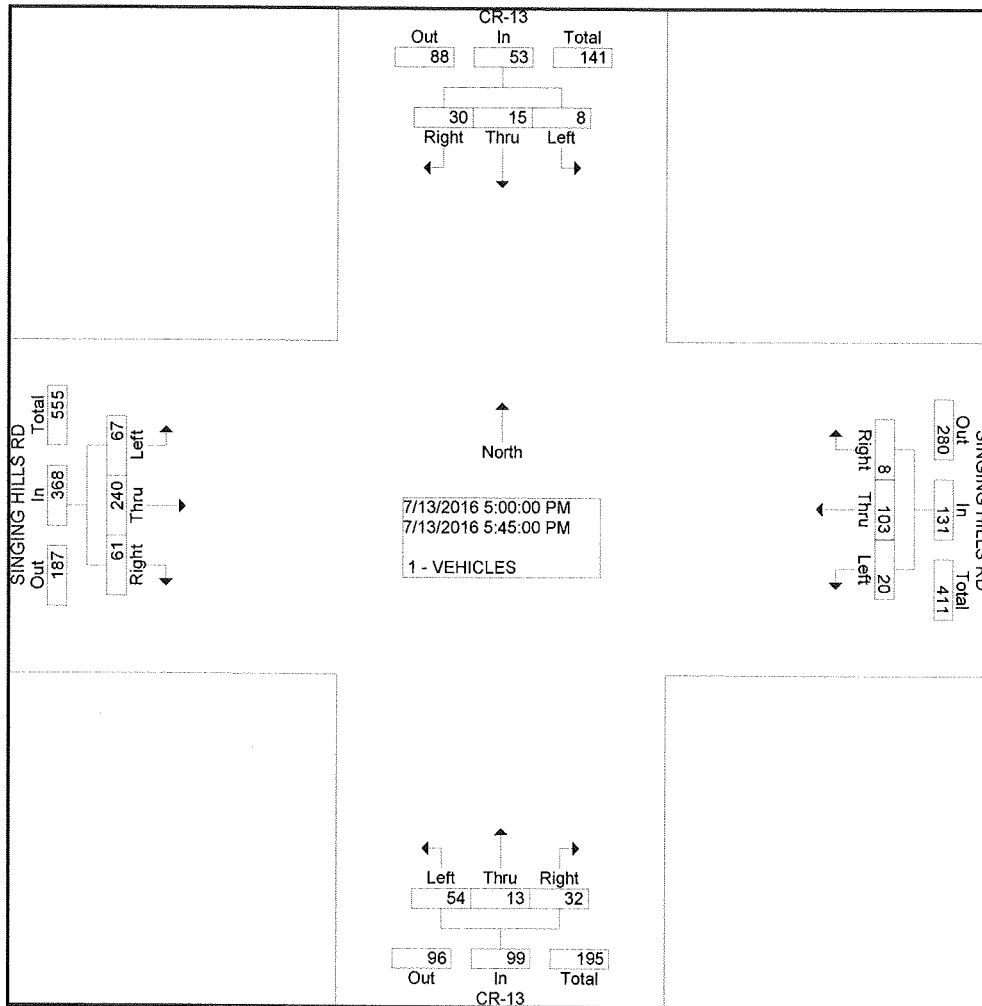 CR-13
Out In Total
88 53 141
30 15 8
Right Thru Left
SINGING HILLS RD
Total In Out
555 368 187
67 240 61
Left Thru Right
North
7/13/2016 5:00:00 PM
7/13/2016 5:45:00 PM
1 - VEHICLES
Right Thru Left
8 103 20
280 131 411
Out In Total
SINGING HILLS RD
Left Thru Right
54 13 32
96 99 195
Out In Total
CR-13